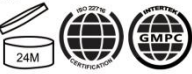 24M
ISO 22716
CERTIFICATION
INTERTEK
GMPC